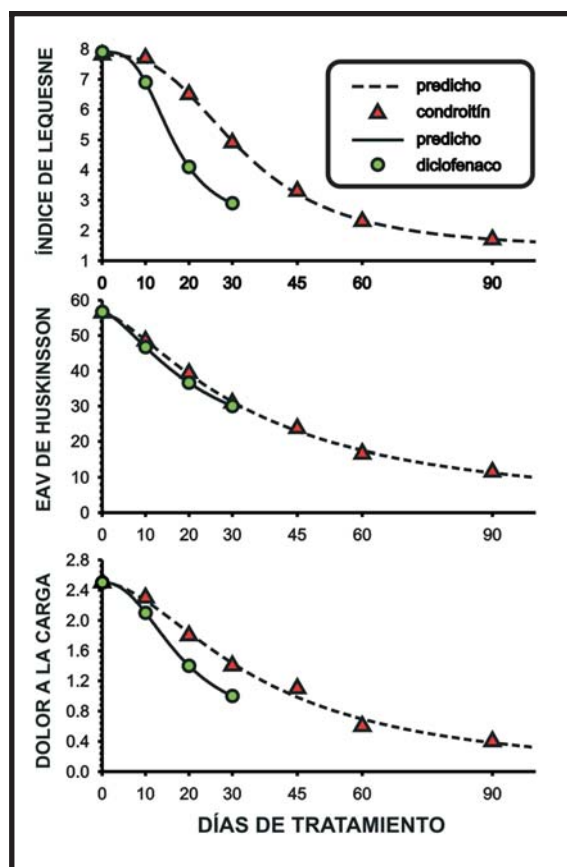 ÍNDICE DE LEQUESNE
8
7
6
5
4
3
2
1
predicho
condroitín
predicho
diclofenaco
0 10 20 30 45 60 90
EAV DE HUSKINSSON
60
50
40
30
20
10
0
0 10 20 30 45 60 90
DOLOR A LA CARGA
2.8
2.4
2.0
1.6
1.2
0.8
0.4
0.0
0 10 20 30 45 60 90
DÍAS DE TRATAMIENTO